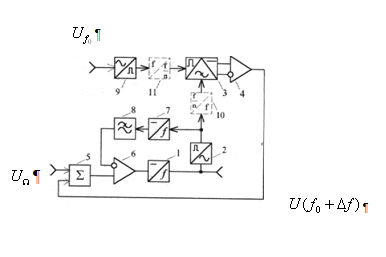 U_{f_0} ¶
f f
n
9 11 3 4
f
n f
10
8 7
f
U_Ω ¶ 5 6 1 2
Σ f
U(f_0 + Δf) ¶